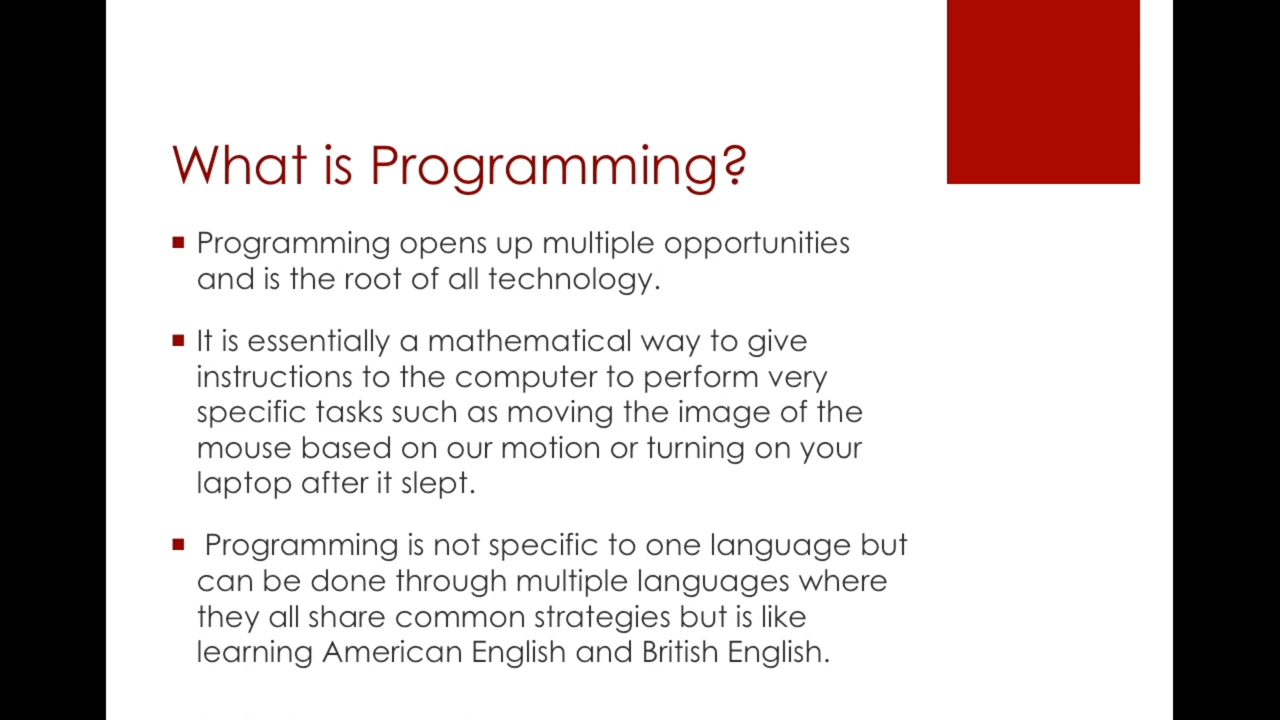 What is Programming?
Programming opens up multiple opportunities
and is the root of all technology.
It is essentially a mathematical way to give
instructions to the computer to perform very
specific tasks such as moving the image of the
mouse based on our motion or turning on your
laptop after it slept.
Programming is not specific to one language but
can be done through multiple languages where
they all share common strategies but is like
learning American English and British English.